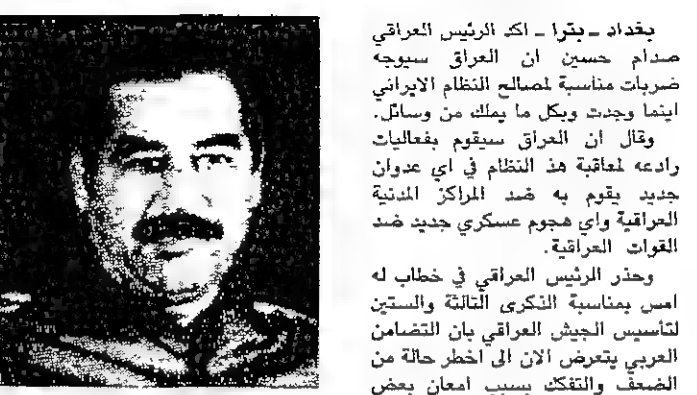 بغداد ـ بترا ـ اكد الرئيس العراقي
صدام حسين ان العراق سيوجه
ضربات مناسبة لمصالح النظام الايراني
اينما وجدت وبكل ما يملك من وسائل.
وقال ان العراق سيقوم بفعاليات
رادعه لمعاقبة هذ النظام في اي عدوان
جديد يقوم به ضد المراكز المدنية
العراقية واي هجوم عسكري جديد ضد
القوات العراقية.
وحذر الرئيس العراقي في خطاب له
امس بمناسبة الذكرى الثالثة والستين
لتأسيس الجيش العراقي بان التضامن
العربي يتعرض الان الى اخطر حالة من
الضعف والتفكك بسبب امعان بعض